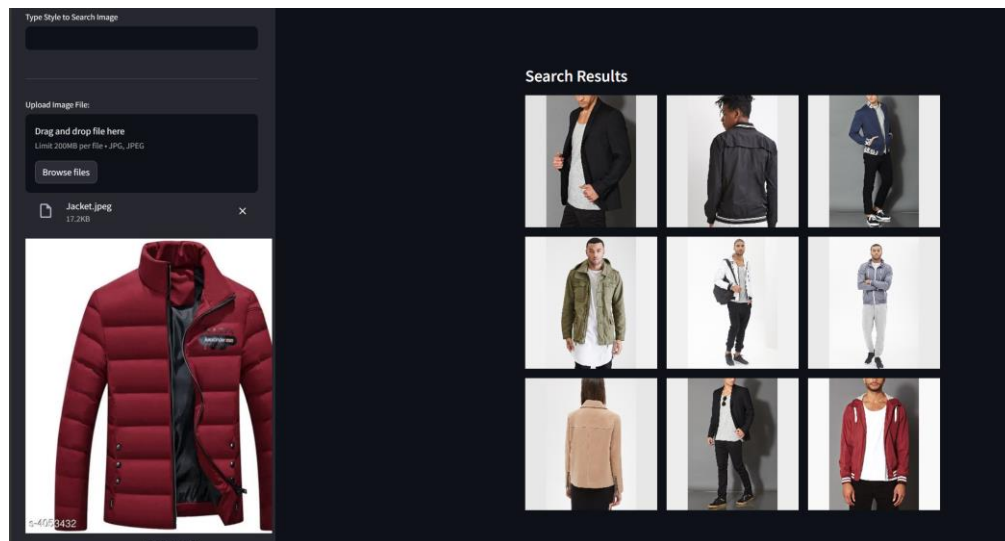 Type Style to Search Image
Upload Image File:
Drag and drop file here
Limit 200MB per file • JPG, JPEG
Browse files
Jacket.jpeg
17.2KB
s-4053432
Search Results